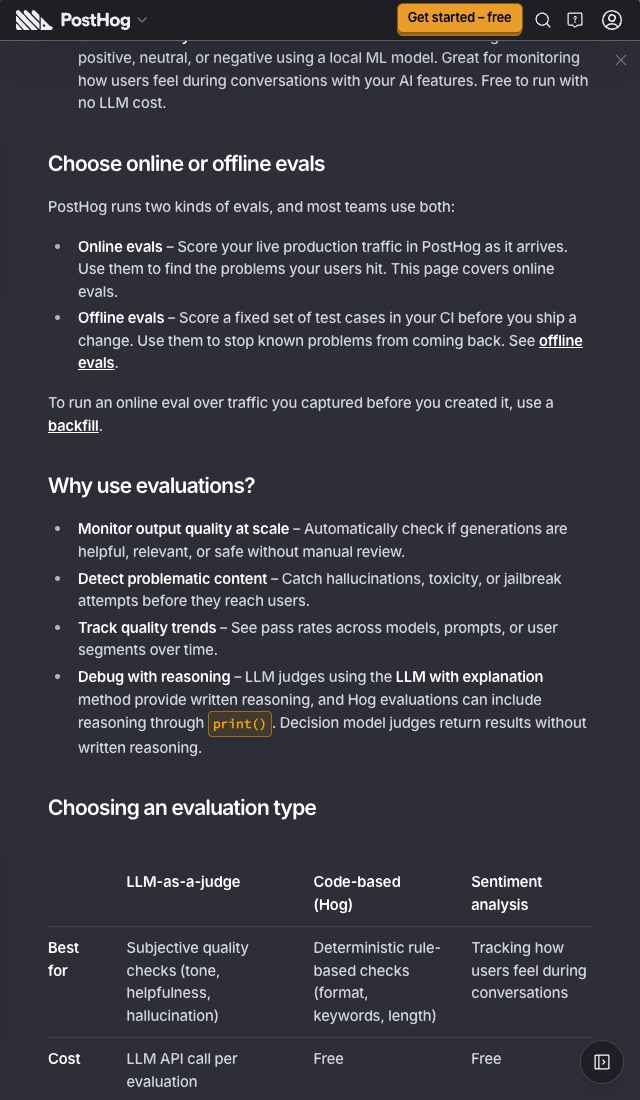 PostHog
Get started – free
positive, neutral, or negative using a local ML model. Great for monitoring
how users feel during conversations with your AI features. Free to run with
no LLM cost.
Choose online or offline evals
PostHog runs two kinds of evals, and most teams use both:
• Online evals – Score your live production traffic in PostHog as it arrives.
Use them to find the problems your users hit. This page covers online
evals.
• Offline evals – Score a fixed set of test cases in your CI before you ship a
change. Use them to stop known problems from coming back. See offline
evals.
To run an online eval over traffic you captured before you created it, use a
backfill.
Why use evaluations?
• Monitor output quality at scale – Automatically check if generations are
helpful, relevant, or safe without manual review.
• Detect problematic content – Catch hallucinations, toxicity, or jailbreak
attempts before they reach users.
• Track quality trends – See pass rates across models, prompts, or user
segments over time.
• Debug with reasoning – LLM judges using the LLM with explanation
method provide written reasoning, and Hog evaluations can include
reasoning through print(). Decision model judges return results without
written reasoning.
Choosing an evaluation type
LLM-as-a-judge
Code-based
(Hog)
Sentiment
analysis
Best
for
Subjective quality
checks (tone,
helpfulness,
hallucination)
Deterministic rule-
based checks
(format,
keywords, length)
Tracking how
users feel during
conversations
Cost
LLM API call per
evaluation
Free
Free